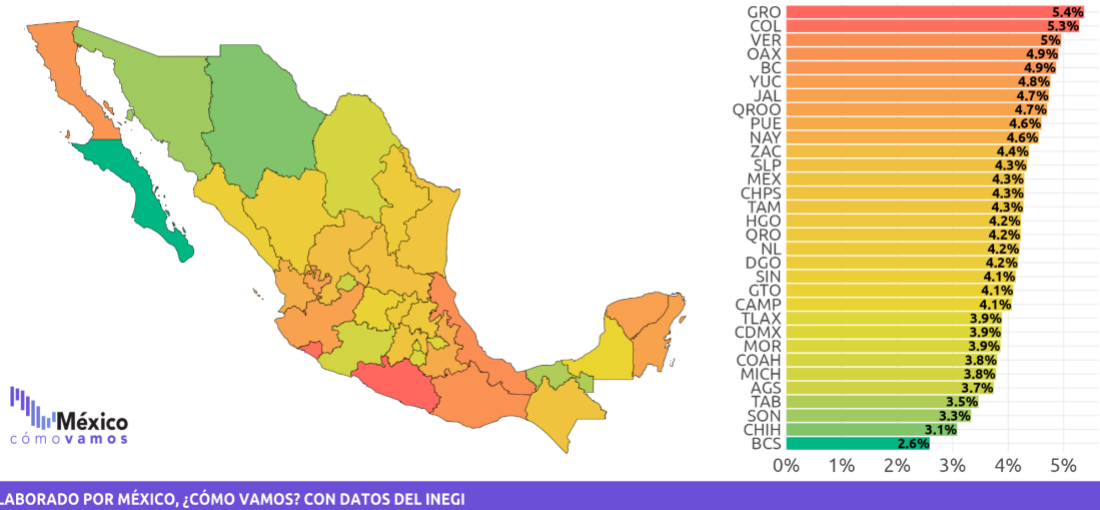 GRO 5.4%
COL 5.3%
VER 5%
OAX 4.9%
BC 4.9%
YUC 4.8%
JAL 4.7%
QROO 4.7%
PUE 4.6%
NAY 4.6%
ZAC 4.4%
SLP 4.3%
MEX 4.3%
CHPS 4.3%
TAM 4.3%
HGO 4.2%
QRO 4.2%
NL 4.2%
DGO 4.2%
SIN 4.1%
GTO 4.1%
CAMP 4.1%
TLAX 3.9%
CDMX 3.9%
MOR 3.9%
COAH 3.8%
MICH 3.8%
AGS 3.7%
TAB 3.5%
SON 3.3%
CHIH 3.1%
BCS 2.6%
0% 1% 2% 3% 4% 5%
México
cómovamos
LABORADO POR MÉXICO, ¿CÓMO VAMOS? CON DATOS DEL INEGI